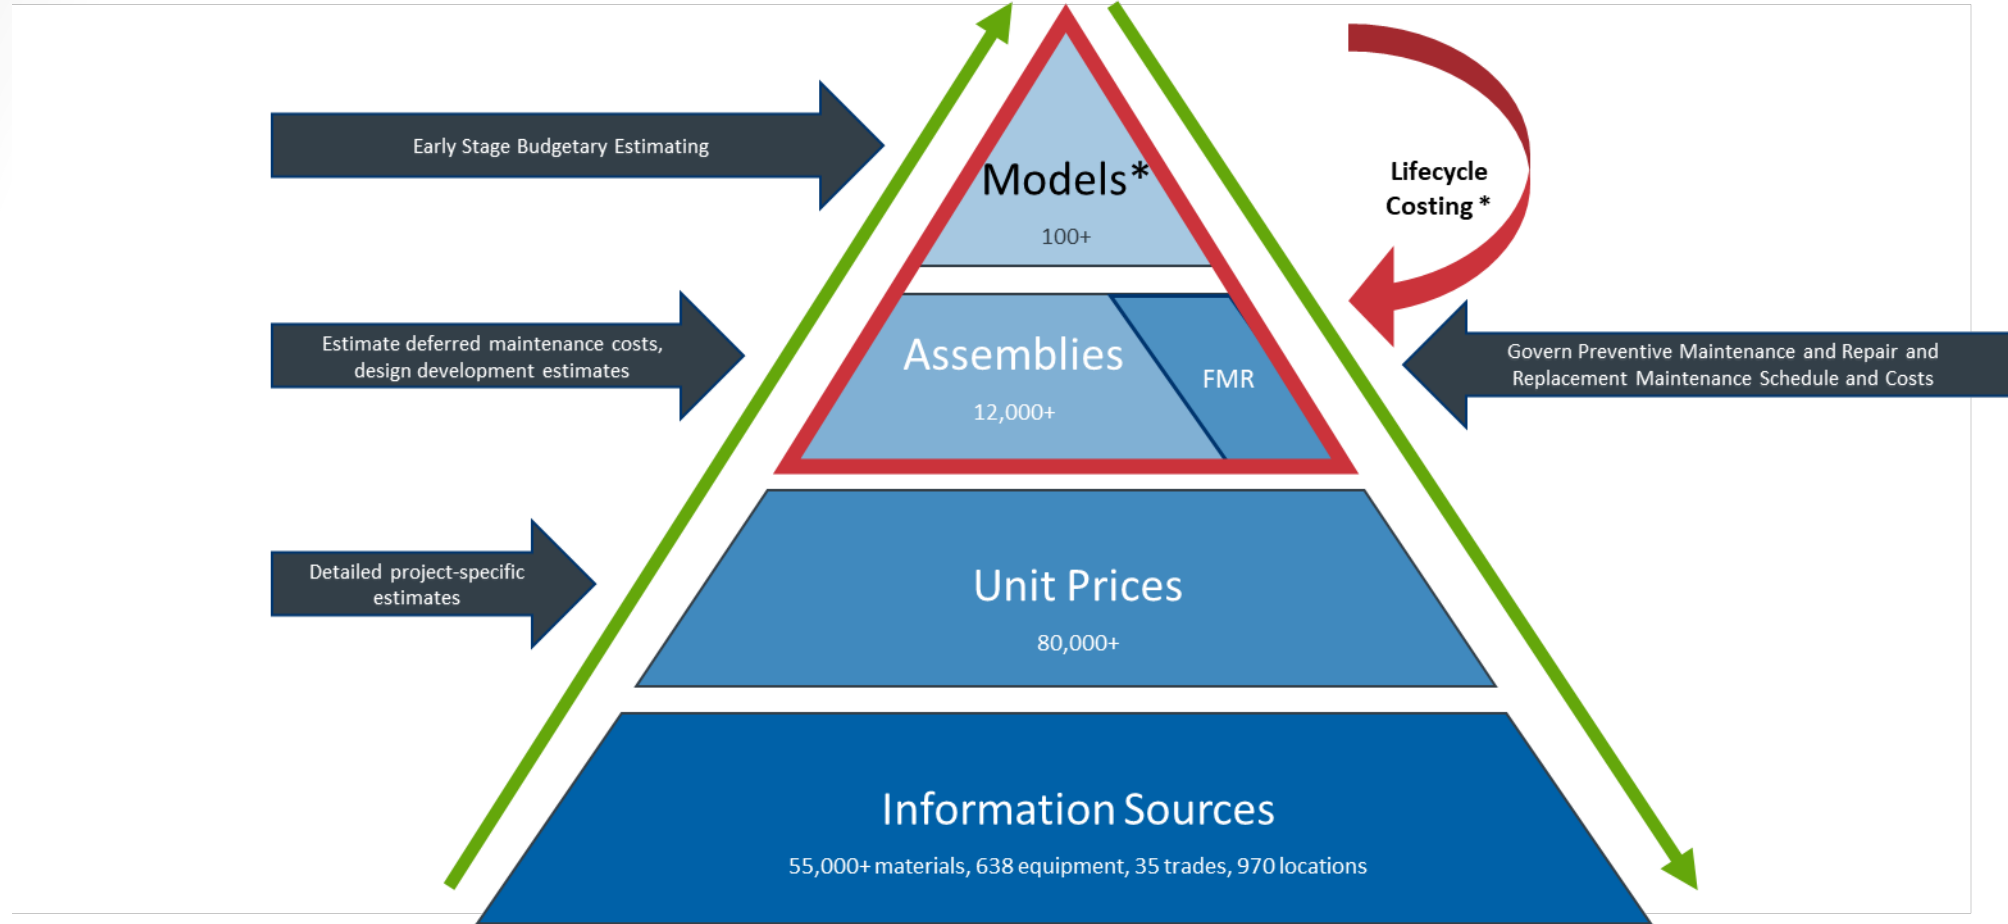 Early Stage Budgetary Estimating
Models*
100+
Lifecycle
Costing *
Estimate deferred maintenance costs,
design development estimates
Assemblies
12,000+
FMR
Govern Preventive Maintenance and Repair and
Replacement Maintenance Schedule and Costs
Detailed project-specific
estimates
Unit Prices
80,000+
Information Sources
55,000+ materials, 638 equipment, 35 trades, 970 locations